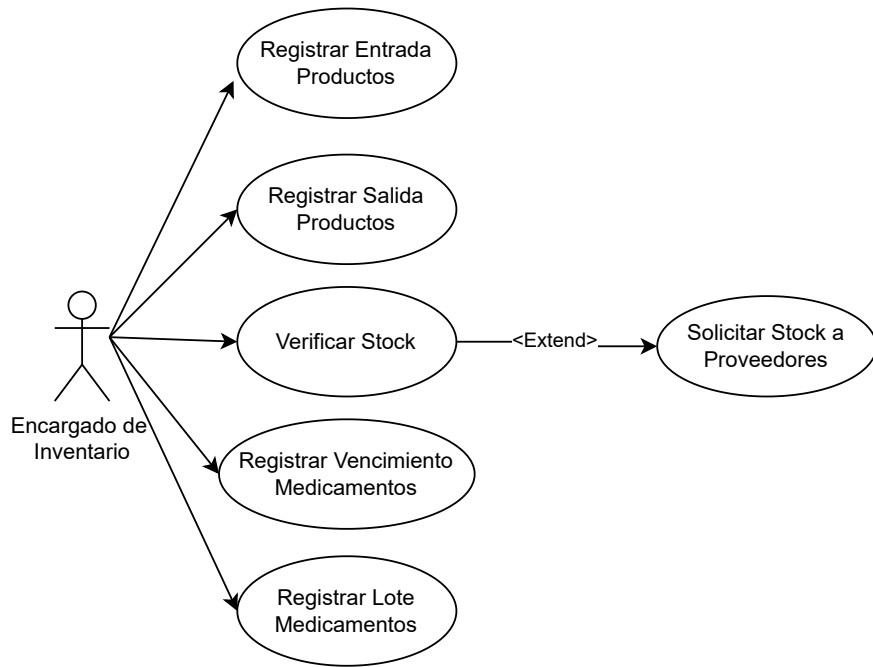 Registrar Entrada
Productos
Registrar Salida
Productos
Verificar Stock
<Extend>
Solicitar Stock a
Proveedores
Encargado de
Inventario
Registrar Vencimiento
Medicamentos
Registrar Lote
Medicamentos